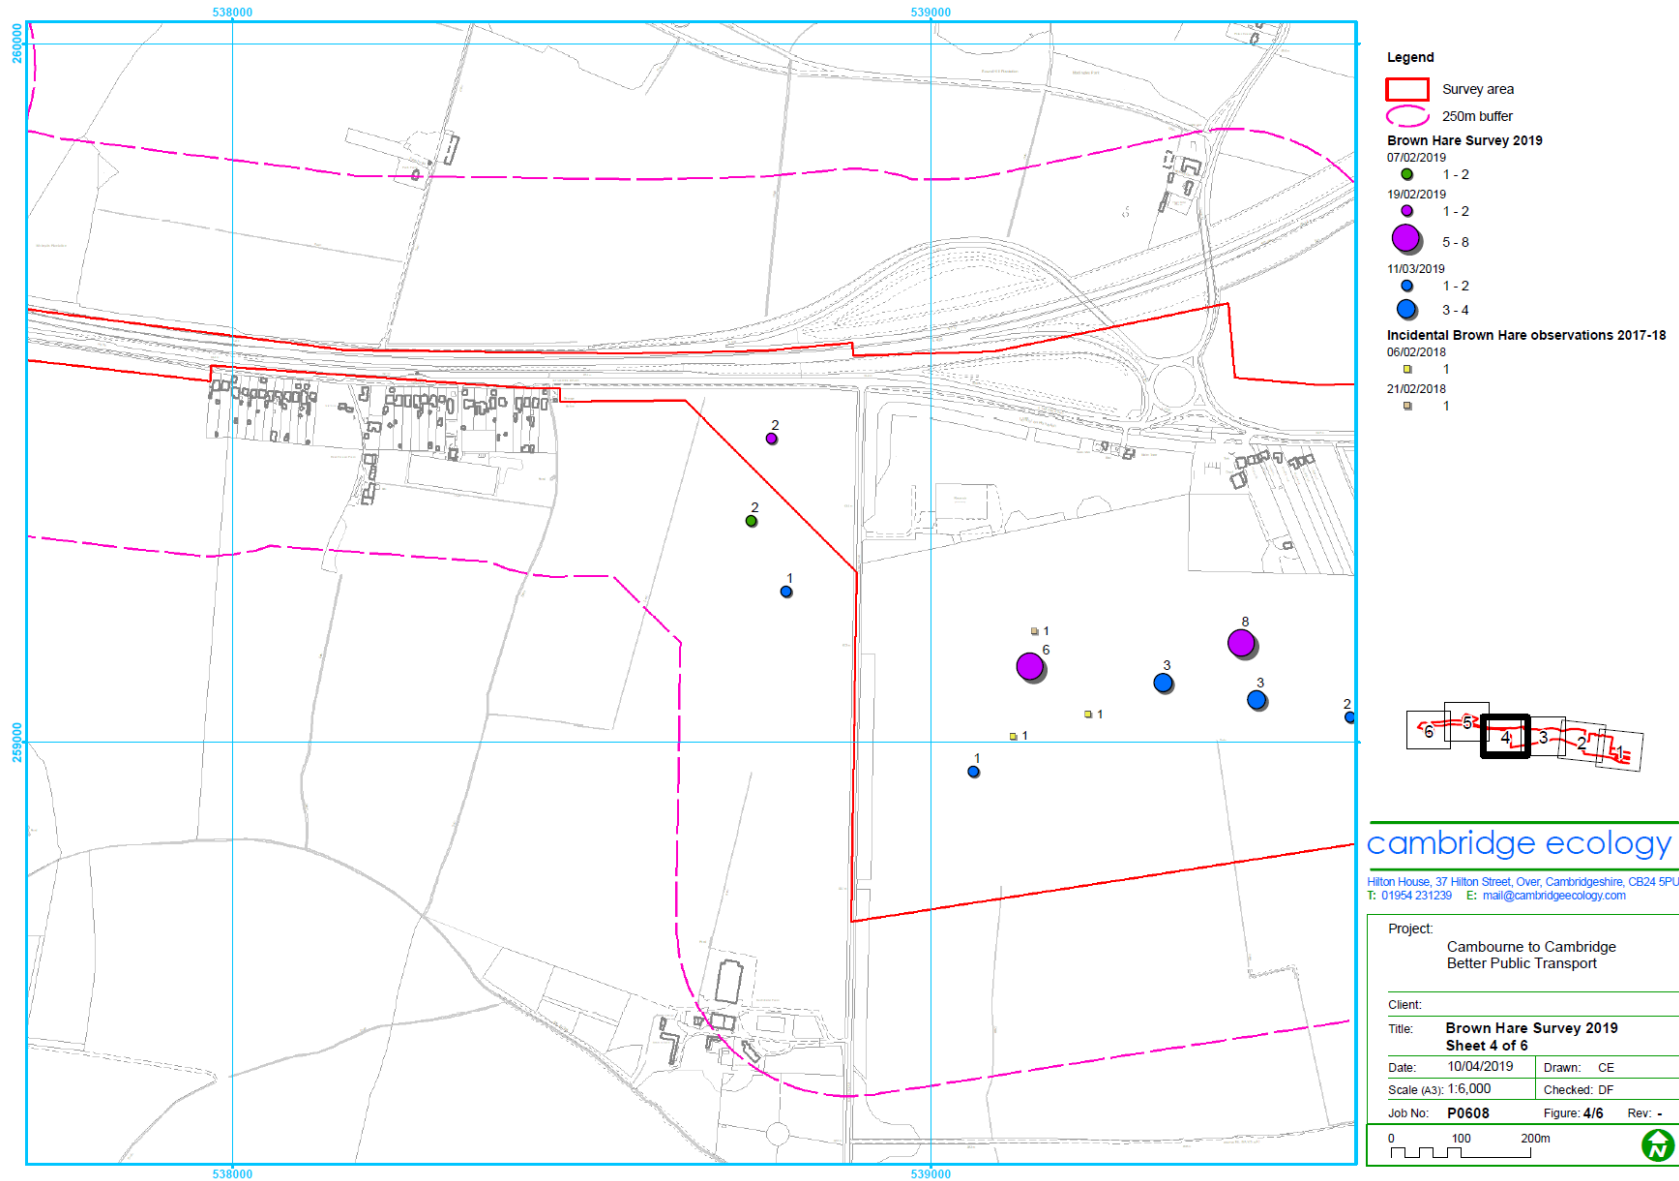 538000
539000
260000
259000
2
2
1
1
6
8
3
3
2
1
1
1
538000
539000
Legend
Survey area
250m buffer
Brown Hare Survey 2019
07/02/2019
1 - 2
19/02/2019
1 - 2
5 - 8
11/03/2019
1 - 2
3 - 4
Incidental Brown Hare observations 2017-18
06/02/2018
1
21/02/2018
1
6
5
4
3
2
1
cambridge ecology
Hilton House, 37 Hilton Street, Over, Cambridgeshire, CB24 5PU
T: 01954 231239 E: mail@cambridgeecology.com
Project:
Cambourne to Cambridge
Better Public Transport
Client:
Title: Brown Hare Survey 2019
Sheet 4 of 6
Date: 10/04/2019 Drawn: CE
Scale (A3): 1:6,000 Checked: DF
Job No: P0608 Figure: 4/6 Rev: -
0 100 200m
N